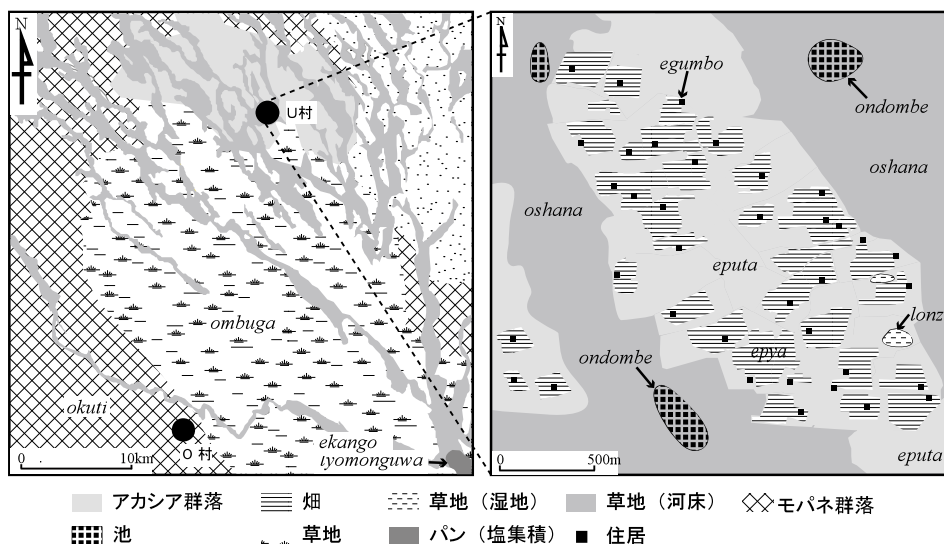 N
U村
ombuga
okuti
O 村
ekango
ıyomonguwa
0
10km
N
egumbo
ondombe
oshana
oshana
eputa
lonz
ondombe
epya
eputa
0
500m
アカシア群落
畑
草地（湿地）
草地（河床）
モパネ群落
池
草地
パン（塩集積）
住居